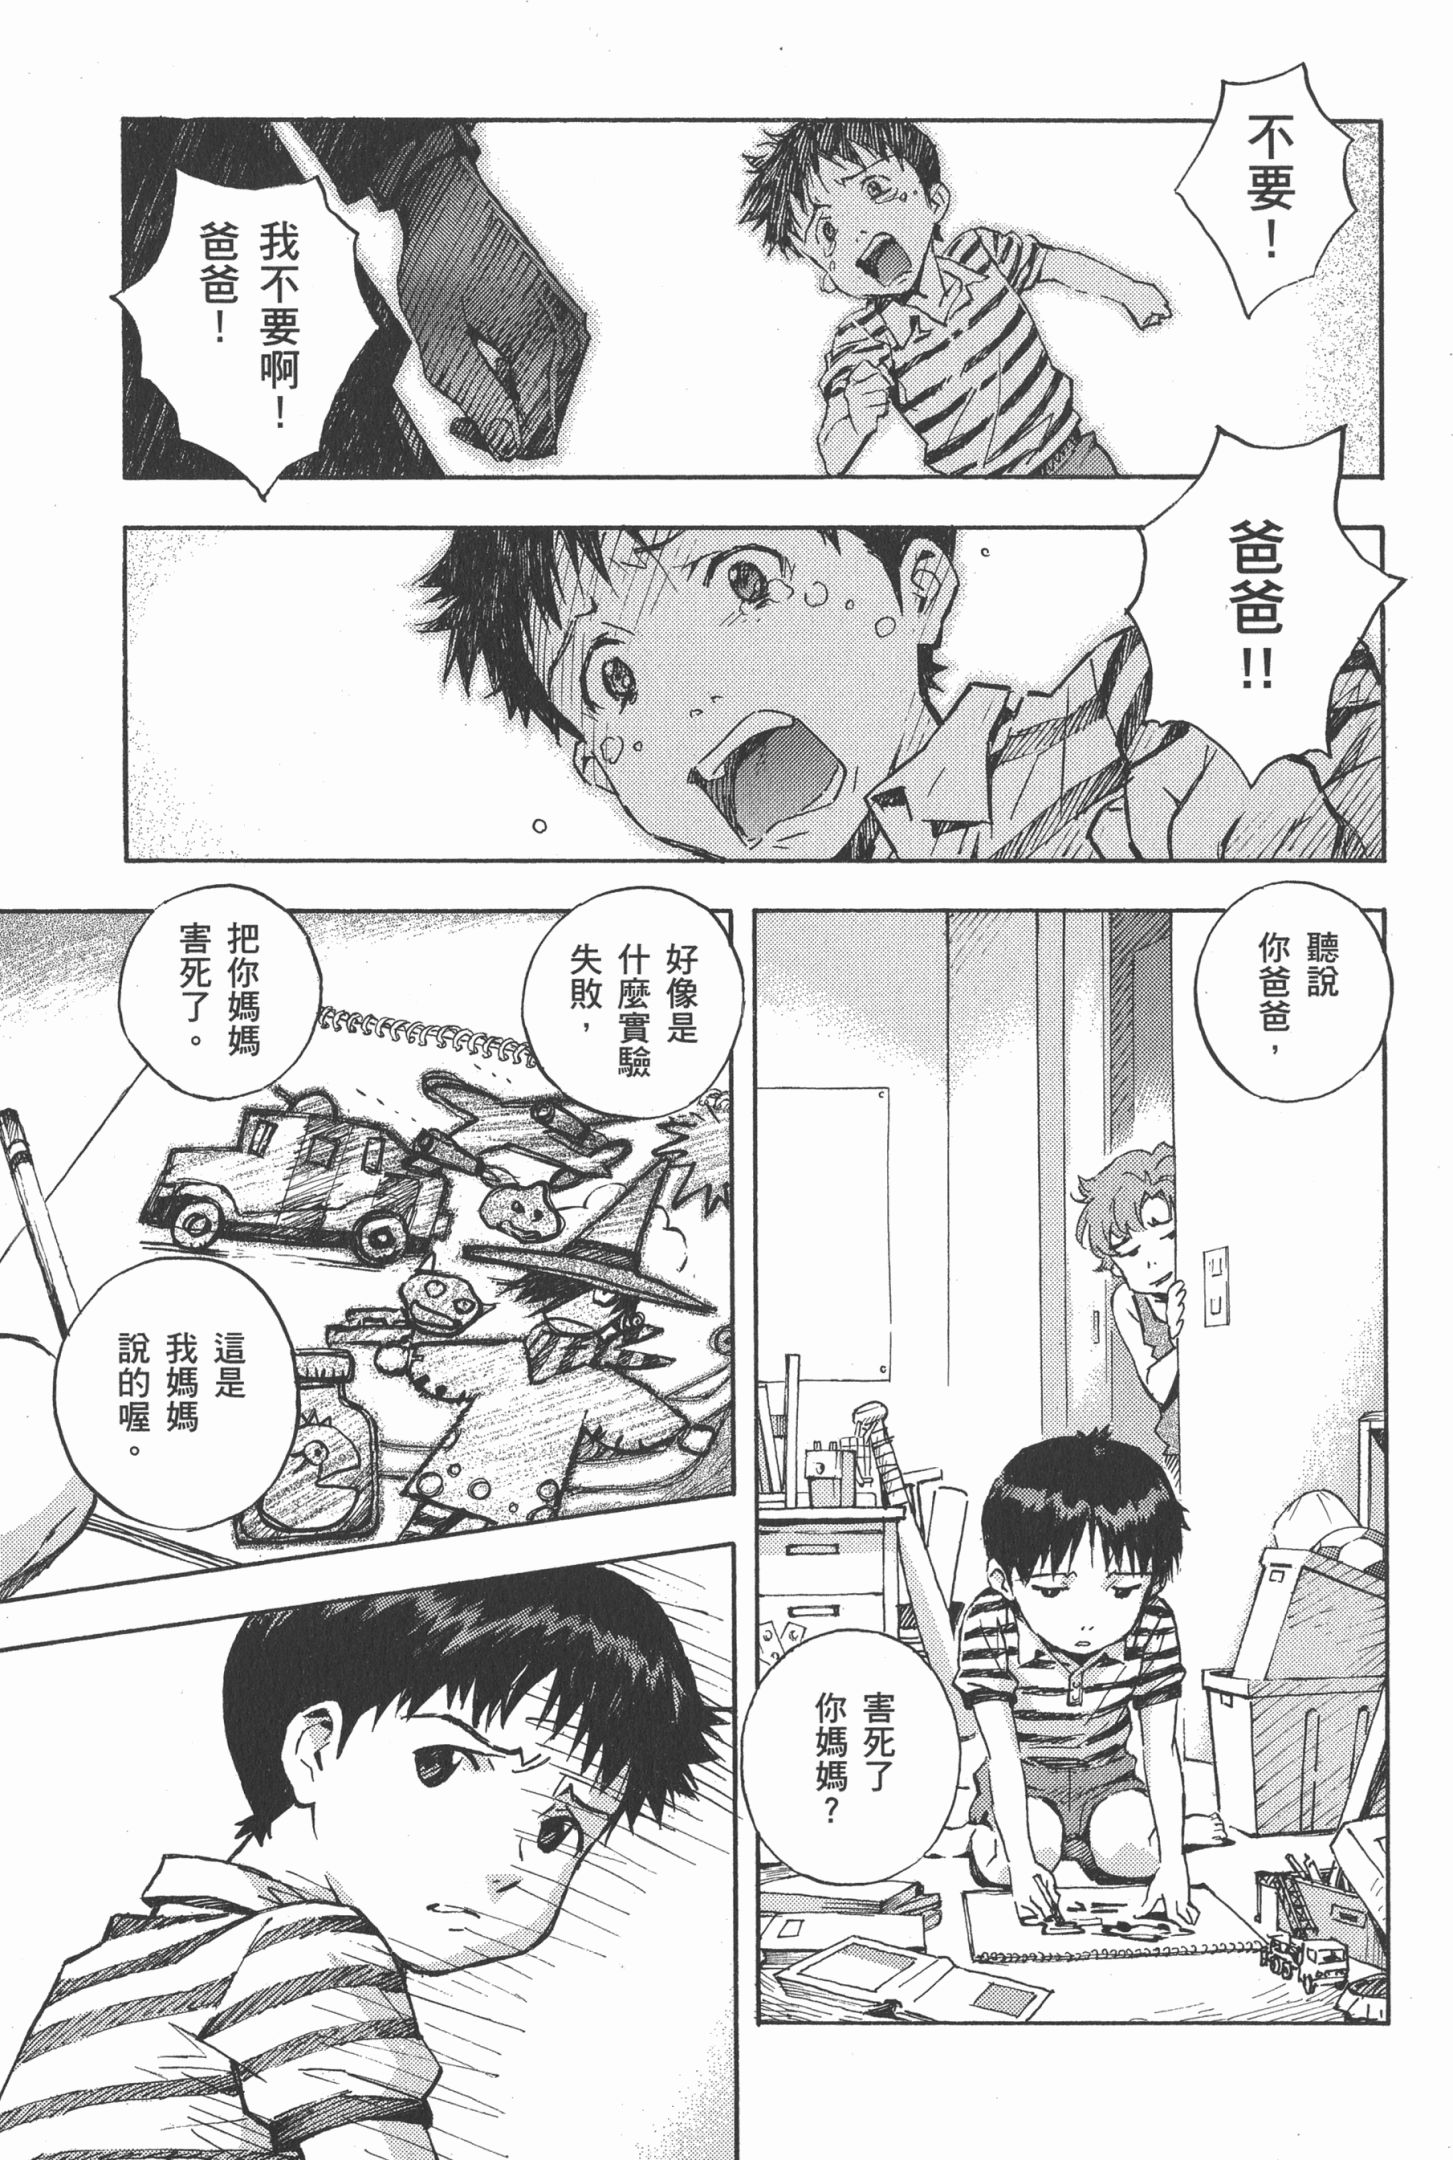 不要！
我不要啊！
爸爸！
爸爸!!
聽說
你爸爸，
害死了
你媽媽？
好像是
什麼實驗
失敗，
把你媽媽
害死了。
這是
我媽媽
說的喔。